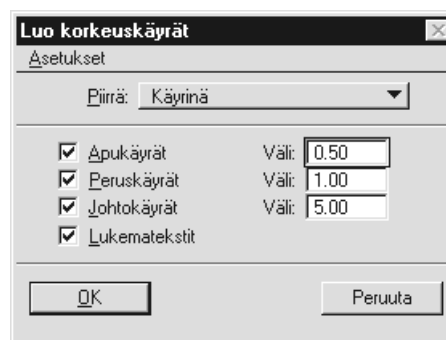 Luo korkeuskäyrät
Asetukset
Piirrä: Käyrinä
Apukäyrät Väli: 0.50
Peruskäyrät Väli: 1.00
Johtokäyrät Väli: 5.00
Lukematekstit
OK Peruuta